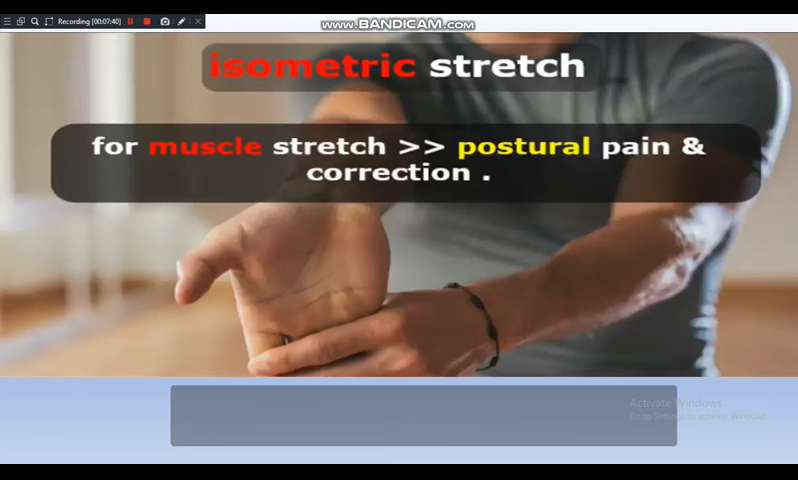 Recording [00:07:40]
www.BANDICAM.com
isometric stretch
for muscle stretch >> postural pain &
correction .
Activate Windows
Go to Settings to activate Windows.